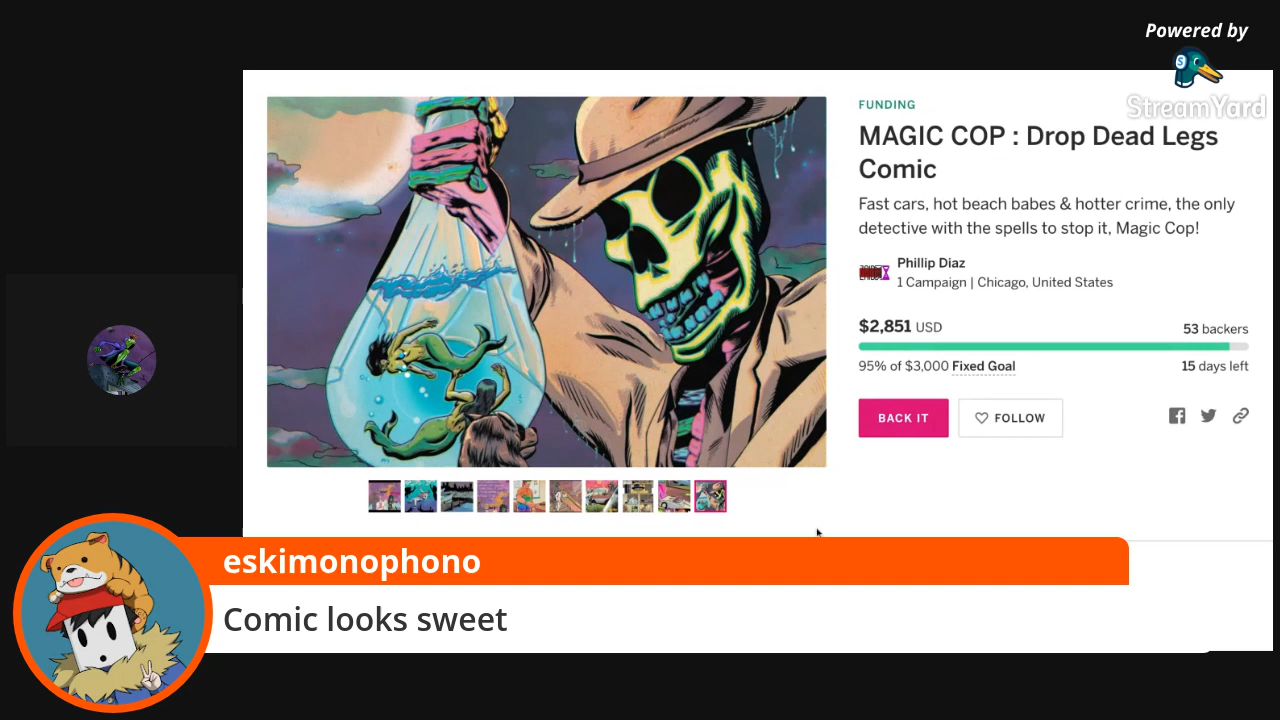 Powered by
StreamYard
FUNDING
MAGIC COP : Drop Dead Legs
Comic
Fast cars, hot beach babes & hotter crime, the only
detective with the spells to stop it, Magic Cop!
Phillip Diaz
1 Campaign | Chicago, United States
$2,851 USD
53 backers
95% of $3,000 Fixed Goal
15 days left
BACK IT
FOLLOW
eskimonophono
Comic looks sweet